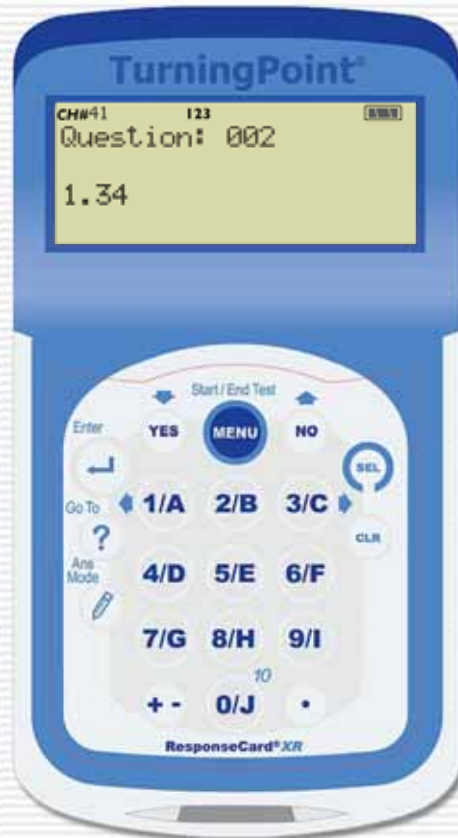 TurningPoint®
CH#41 123
Question: 002
1.34
Start / End Test
Enter YES MENU NO
SEL
Go To 1/A 2/B 3/C
? CLR
Ans
Mode 4/D 5/E 6/F
7/G 8/H 9/I
10
+ - 0/J •
ResponseCard® XR